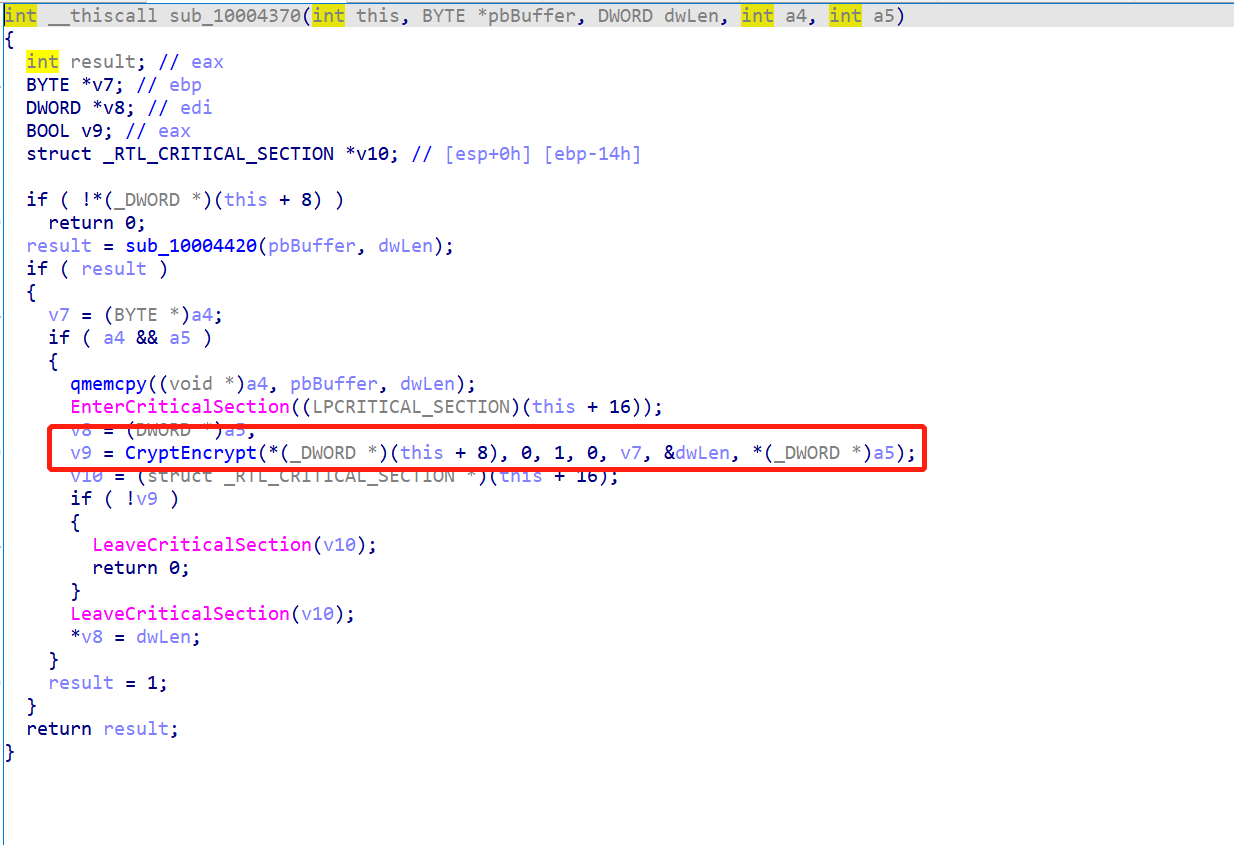 int __thiscall sub_10004370(int this, BYTE *pbBuffer, DWORD dwLen, int a4, int a5)
{
  int result; // eax
  BYTE *v7; // ebp
  DWORD *v8; // edi
  BOOL v9; // eax
  struct _RTL_CRITICAL_SECTION *v10; // [esp+0h] [ebp-14h]

  if ( !*(_DWORD *)(this + 8) )
    return 0;
  result = sub_10004420(pbBuffer, dwLen);
  if ( result )
  {
    v7 = (BYTE *)a4;
    if ( a4 && a5 )
    {
      qmemcpy((void *)a4, pbBuffer, dwLen);
      EnterCriticalSection((LPCRITICAL_SECTION)(this + 16));
      v8 = (DWORD *)a5;
      v9 = CryptEncrypt(*(_DWORD *)(this + 8), 0, 1, 0, v7, &dwLen, *(_DWORD *)a5);
      v10 = (struct _RTL_CRITICAL_SECTION *)(this + 16);
      if ( !v9 )
      {
        LeaveCriticalSection(v10);
        return 0;
      }
      LeaveCriticalSection(v10);
      *v8 = dwLen;
    }
    result = 1;
  }
  return result;
}